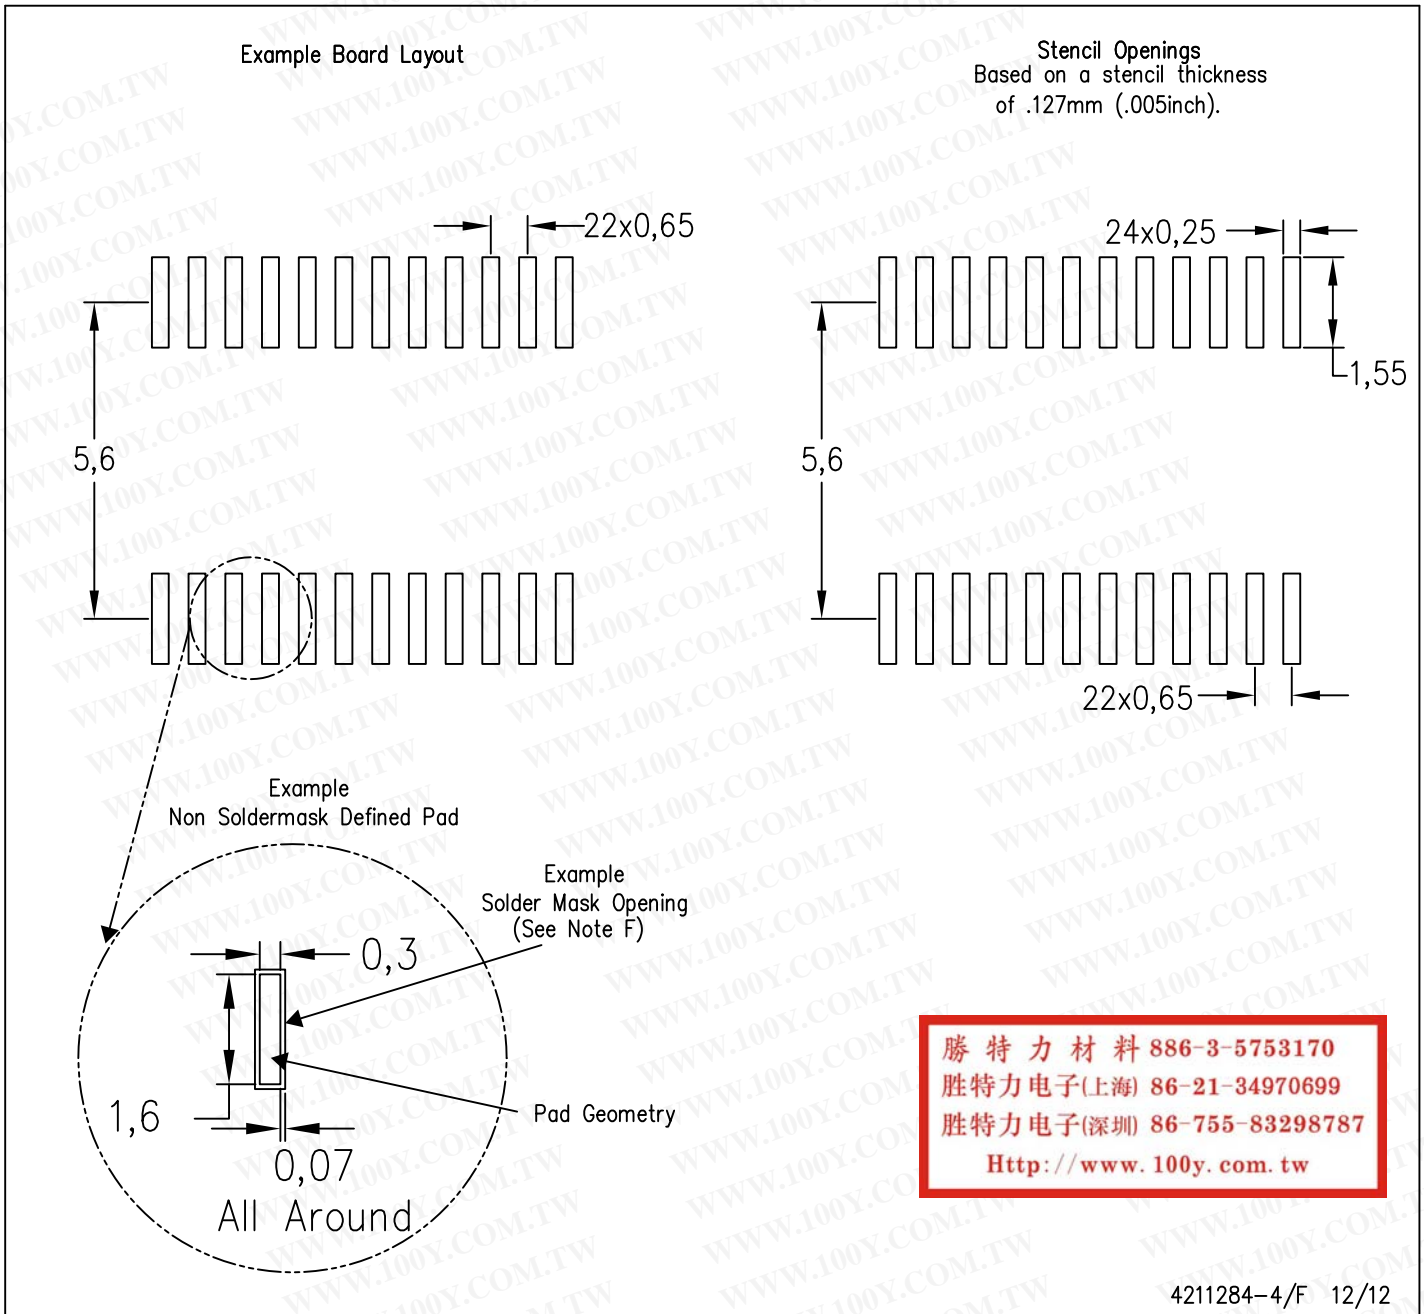 Example Board Layout
Stencil Openings
Based on a stencil thickness
of .127mm (.005inch).
22x0,65
24x0,25
1,55
5,6
5,6
22x0,65
Example
Non Soldermask Defined Pad
Example
Solder Mask Opening
(See Note F)
0,3
1,6
Pad Geometry
0,07
All Around
勝特力材料 886-3-5753170
胜特力电子(上海) 86-21-34970699
胜特力电子(深圳) 86-755-83298787
Http://www.100y.com.tw
4211284-4/F 12/12
WWW.100Y.COM.TW